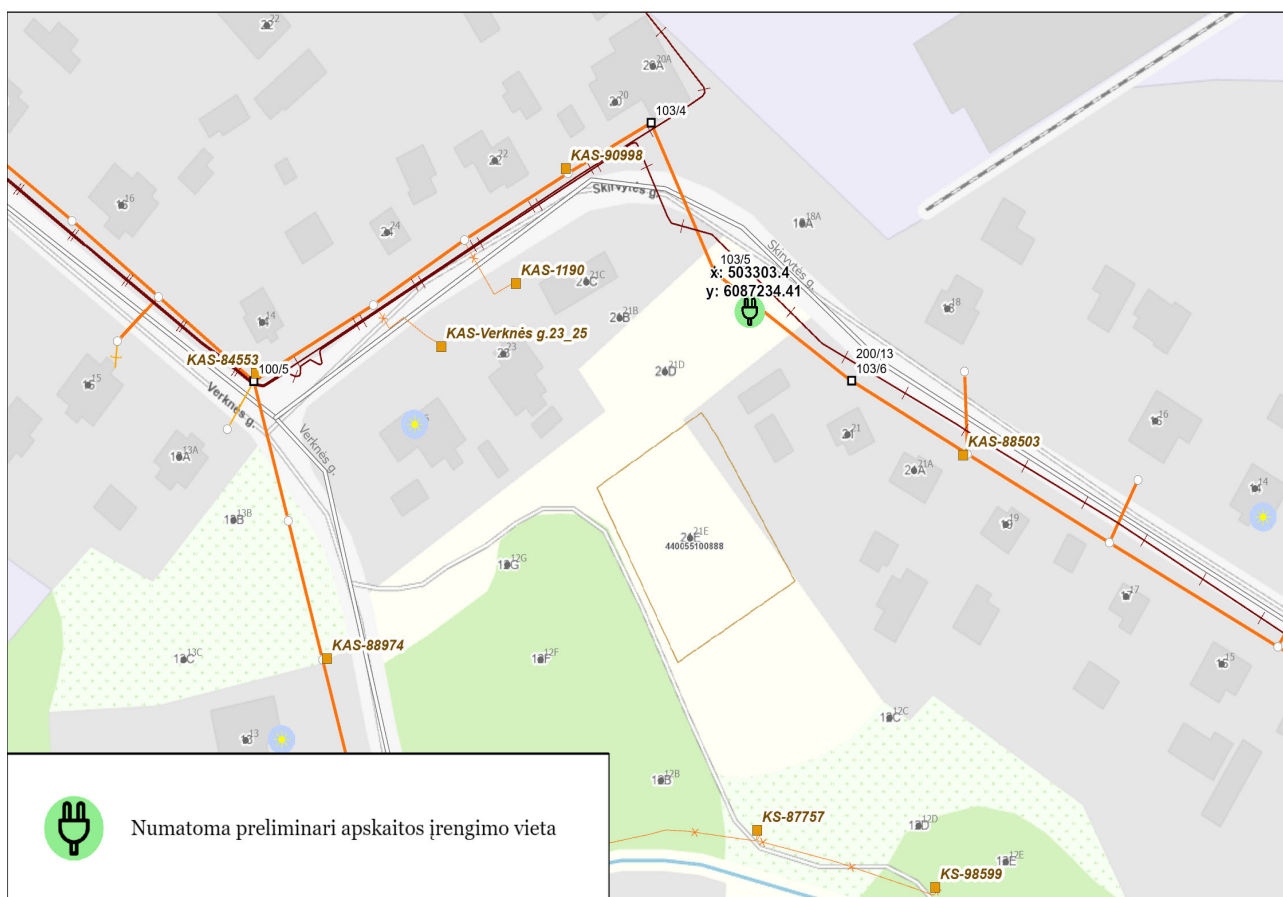 22
20A
20
103/4
22
KAS-90998
Skirvytės g.
16
24
18A
Skirvytės g.
103/5
x: 503303.4
y: 6087234.41
KAS-1190
21C
21B
18
14
KAS-Verknės g.23_25
23
KAS-84553
100/5
200/13
103/6
21D
15
Verknės g.
Verknės g.
21
16
13A
KAS-88503
21A
14
13B
19
21E
440055100888
12G
17
KAS-88974
13C
12F
15
12C
13
12B
KS-87757
12D
12E
KS-98599
Numatoma preliminari apskaitos įrengimo vieta